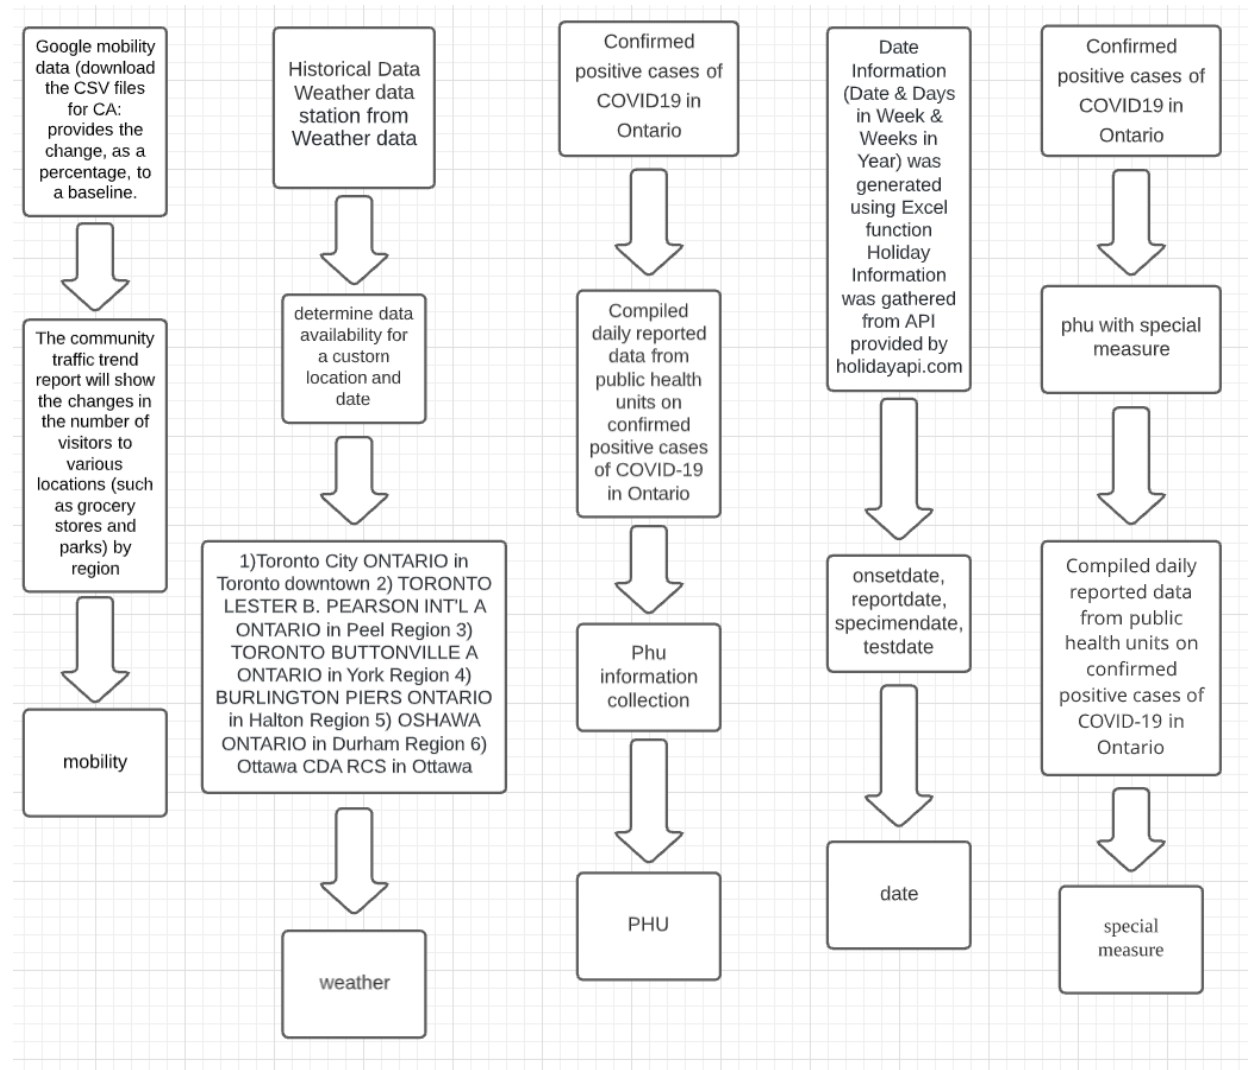 Google mobility
data (download
the CSV files
for CA:
provides the
change, as a
percentage, to
a baseline.
The community
traffic trend
report will show
the changes in
the number of
visitors to
various
locations (such
as grocery
stores and
parks) by
region
mobility
Historical Data
Weather data
station from
Weather data
determine data
availability for
a custom
location and
date
1)Toronto City ONTARIO in
Toronto downtown 2) TORONTO
LESTER B. PEARSON INT'L A
ONTARIO in Peel Region 3)
TORONTO BUTTONVILLE A
ONTARIO in York Region 4)
BURLINGTON PIERS ONTARIO
in Halton Region 5) OSHAWA
ONTARIO in Durham Region 6)
Ottawa CDA RCS in Ottawa
weather
Confirmed
positive cases of
COVID19 in
Ontario
Compiled
daily reported
data from
public health
units on
confirmed
positive cases
of COVID-19
in Ontario
Phu
information
collection
PHU
Date
Information
(Date & Days
in Week &
Weeks in
Year) was
generated
using Excel
function
Holiday
Information
was gathered
from API
provided by
holidayapi.com
onsetdate,
reportdate,
specimendate,
testdate
date
Confirmed
positive cases of
COVID19 in
Ontario
phu with special
measure
Compiled daily
reported data
from public
health units on
confirmed
positive cases of
COVID-19 in
Ontario
special
measure